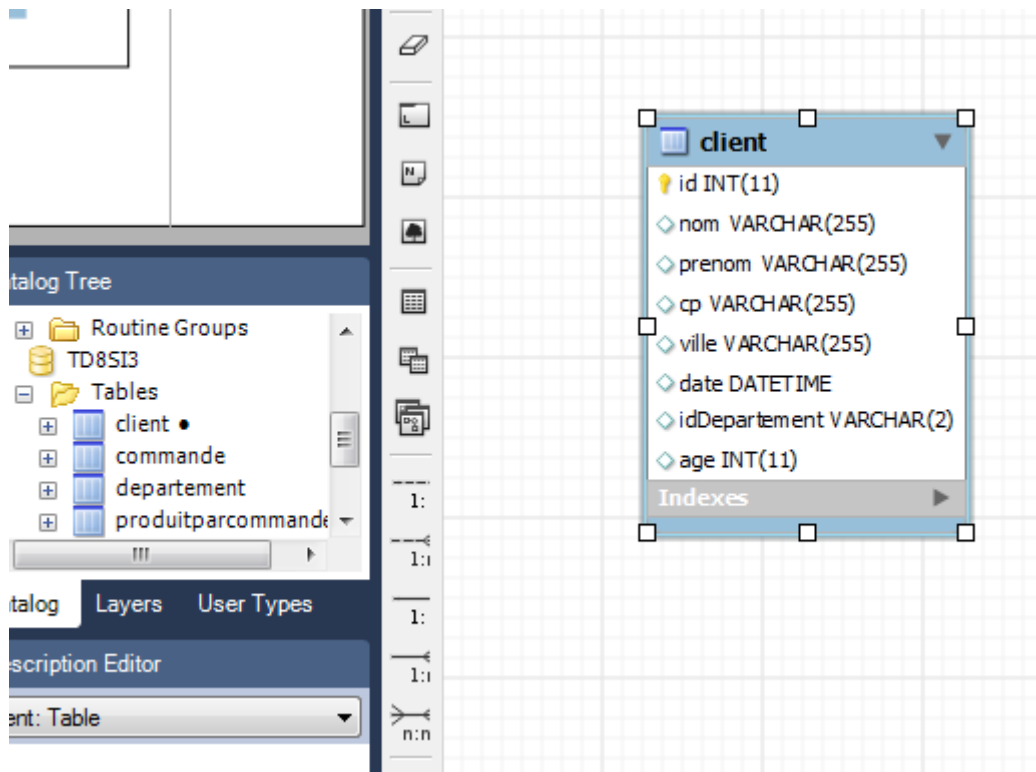 talog Tree
Routine Groups
TD8SI3
Tables
client
commande
departement
produitparcommande
talog Layers User Types
scription Editor
ent: Table
L
N
1:
1:
1:
1:
n:n
client
id INT(11)
nom VARCHAR(255)
prenom VARCHAR(255)
cp VARCHAR(255)
ville VARCHAR(255)
date DATETIME
idDepartement VARCHAR(2)
age INT(11)
Indexes